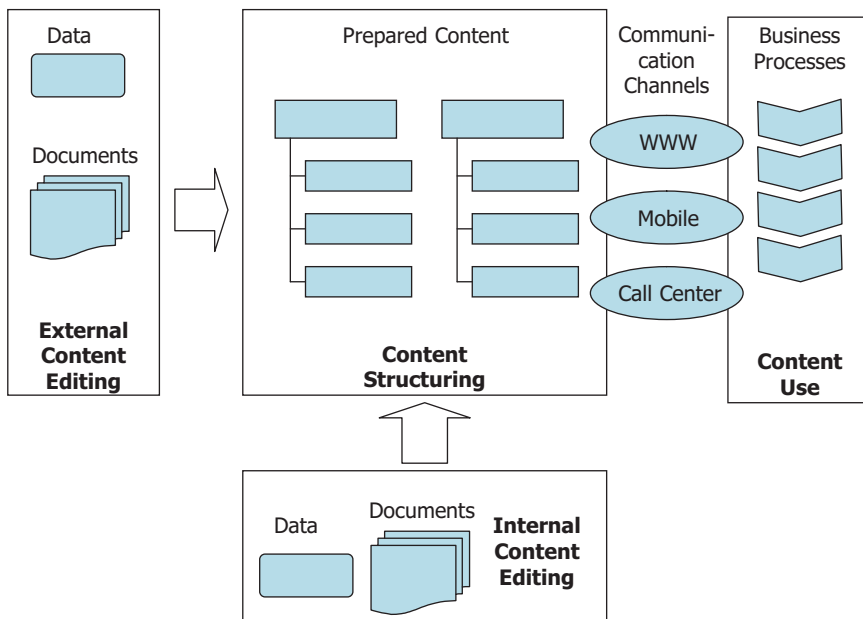 Data
Documents
External
Content
Editing
Prepared Content
Content
Structuring
Communi-
cation
Channels
WWW
Mobile
Call Center
Business
Processes
Content
Use
Data
Documents
Internal
Content
Editing